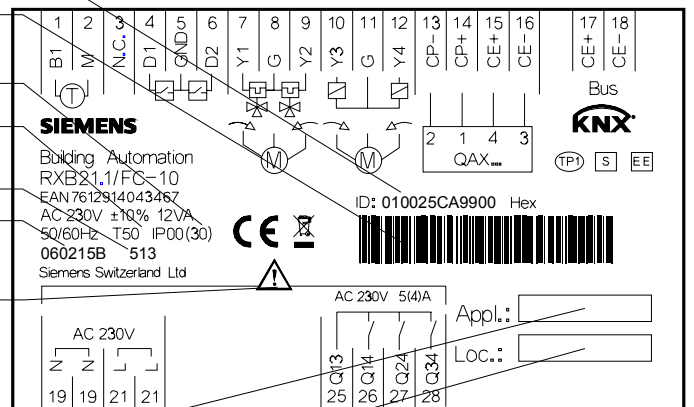 1 2 3 4 5 6 7 8 9 10 11 12 13 14 15 16 17 18
B1 M N.C. D1 GND D2 Y1 G Y2 Y3 G Y4 CP- CP+ CE+ CE- CE+ CE-
T
Bus
KNX
SIEMENS
2 1 4 3
M M
QAX...
TP1 S EE
Building Automation
RXB21.1/FC-10
EAN7612914043467
ID: 010025CA9900 Hex
AC 230V ±10% 12VA
50/60Hz T50 IP00(30)
CE
060215B 513
Siemens Switzerland Ltd
AC 230V 5(4)A
Appl.:
AC 230V
Loc.:
N N L L
Q13 Q14 Q24 Q34
19 19 21 21 25 26 27 28